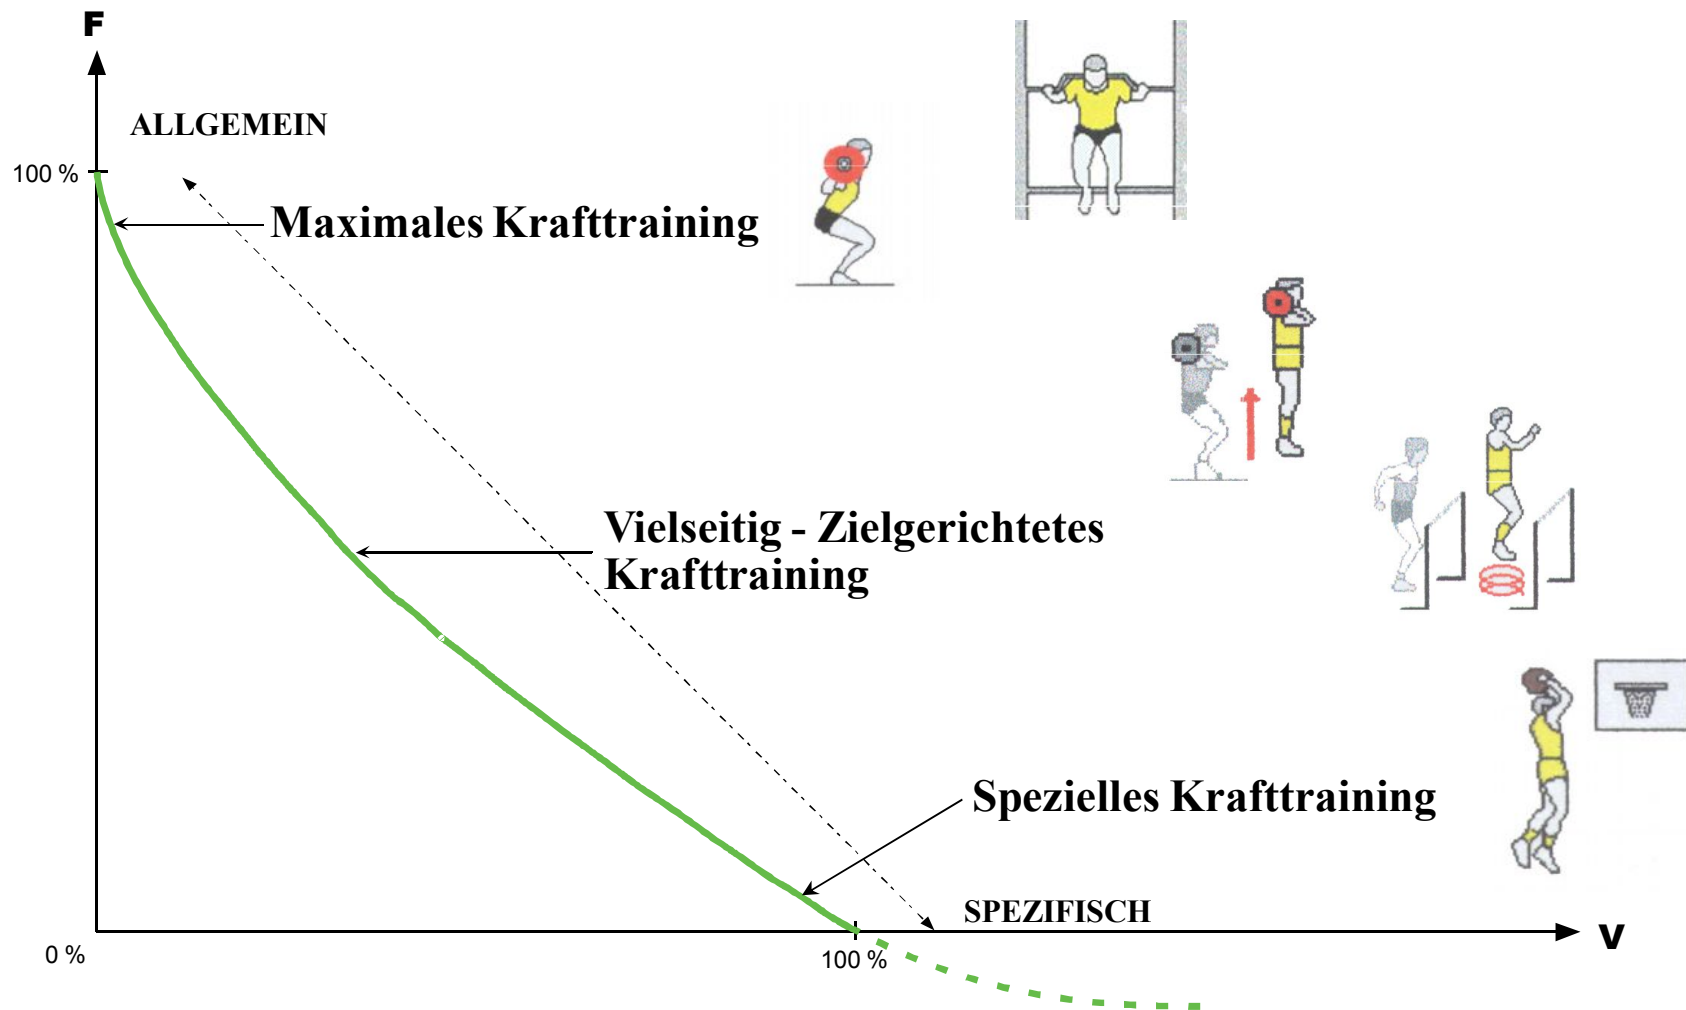 F
ALLGEMEIN
100 %
Maximales Krafttraining
Vielseitig - Zielgerichtetes
Krafttraining
Spezielles Krafttraining
SPEZIFISCH
V
0 %
100 %